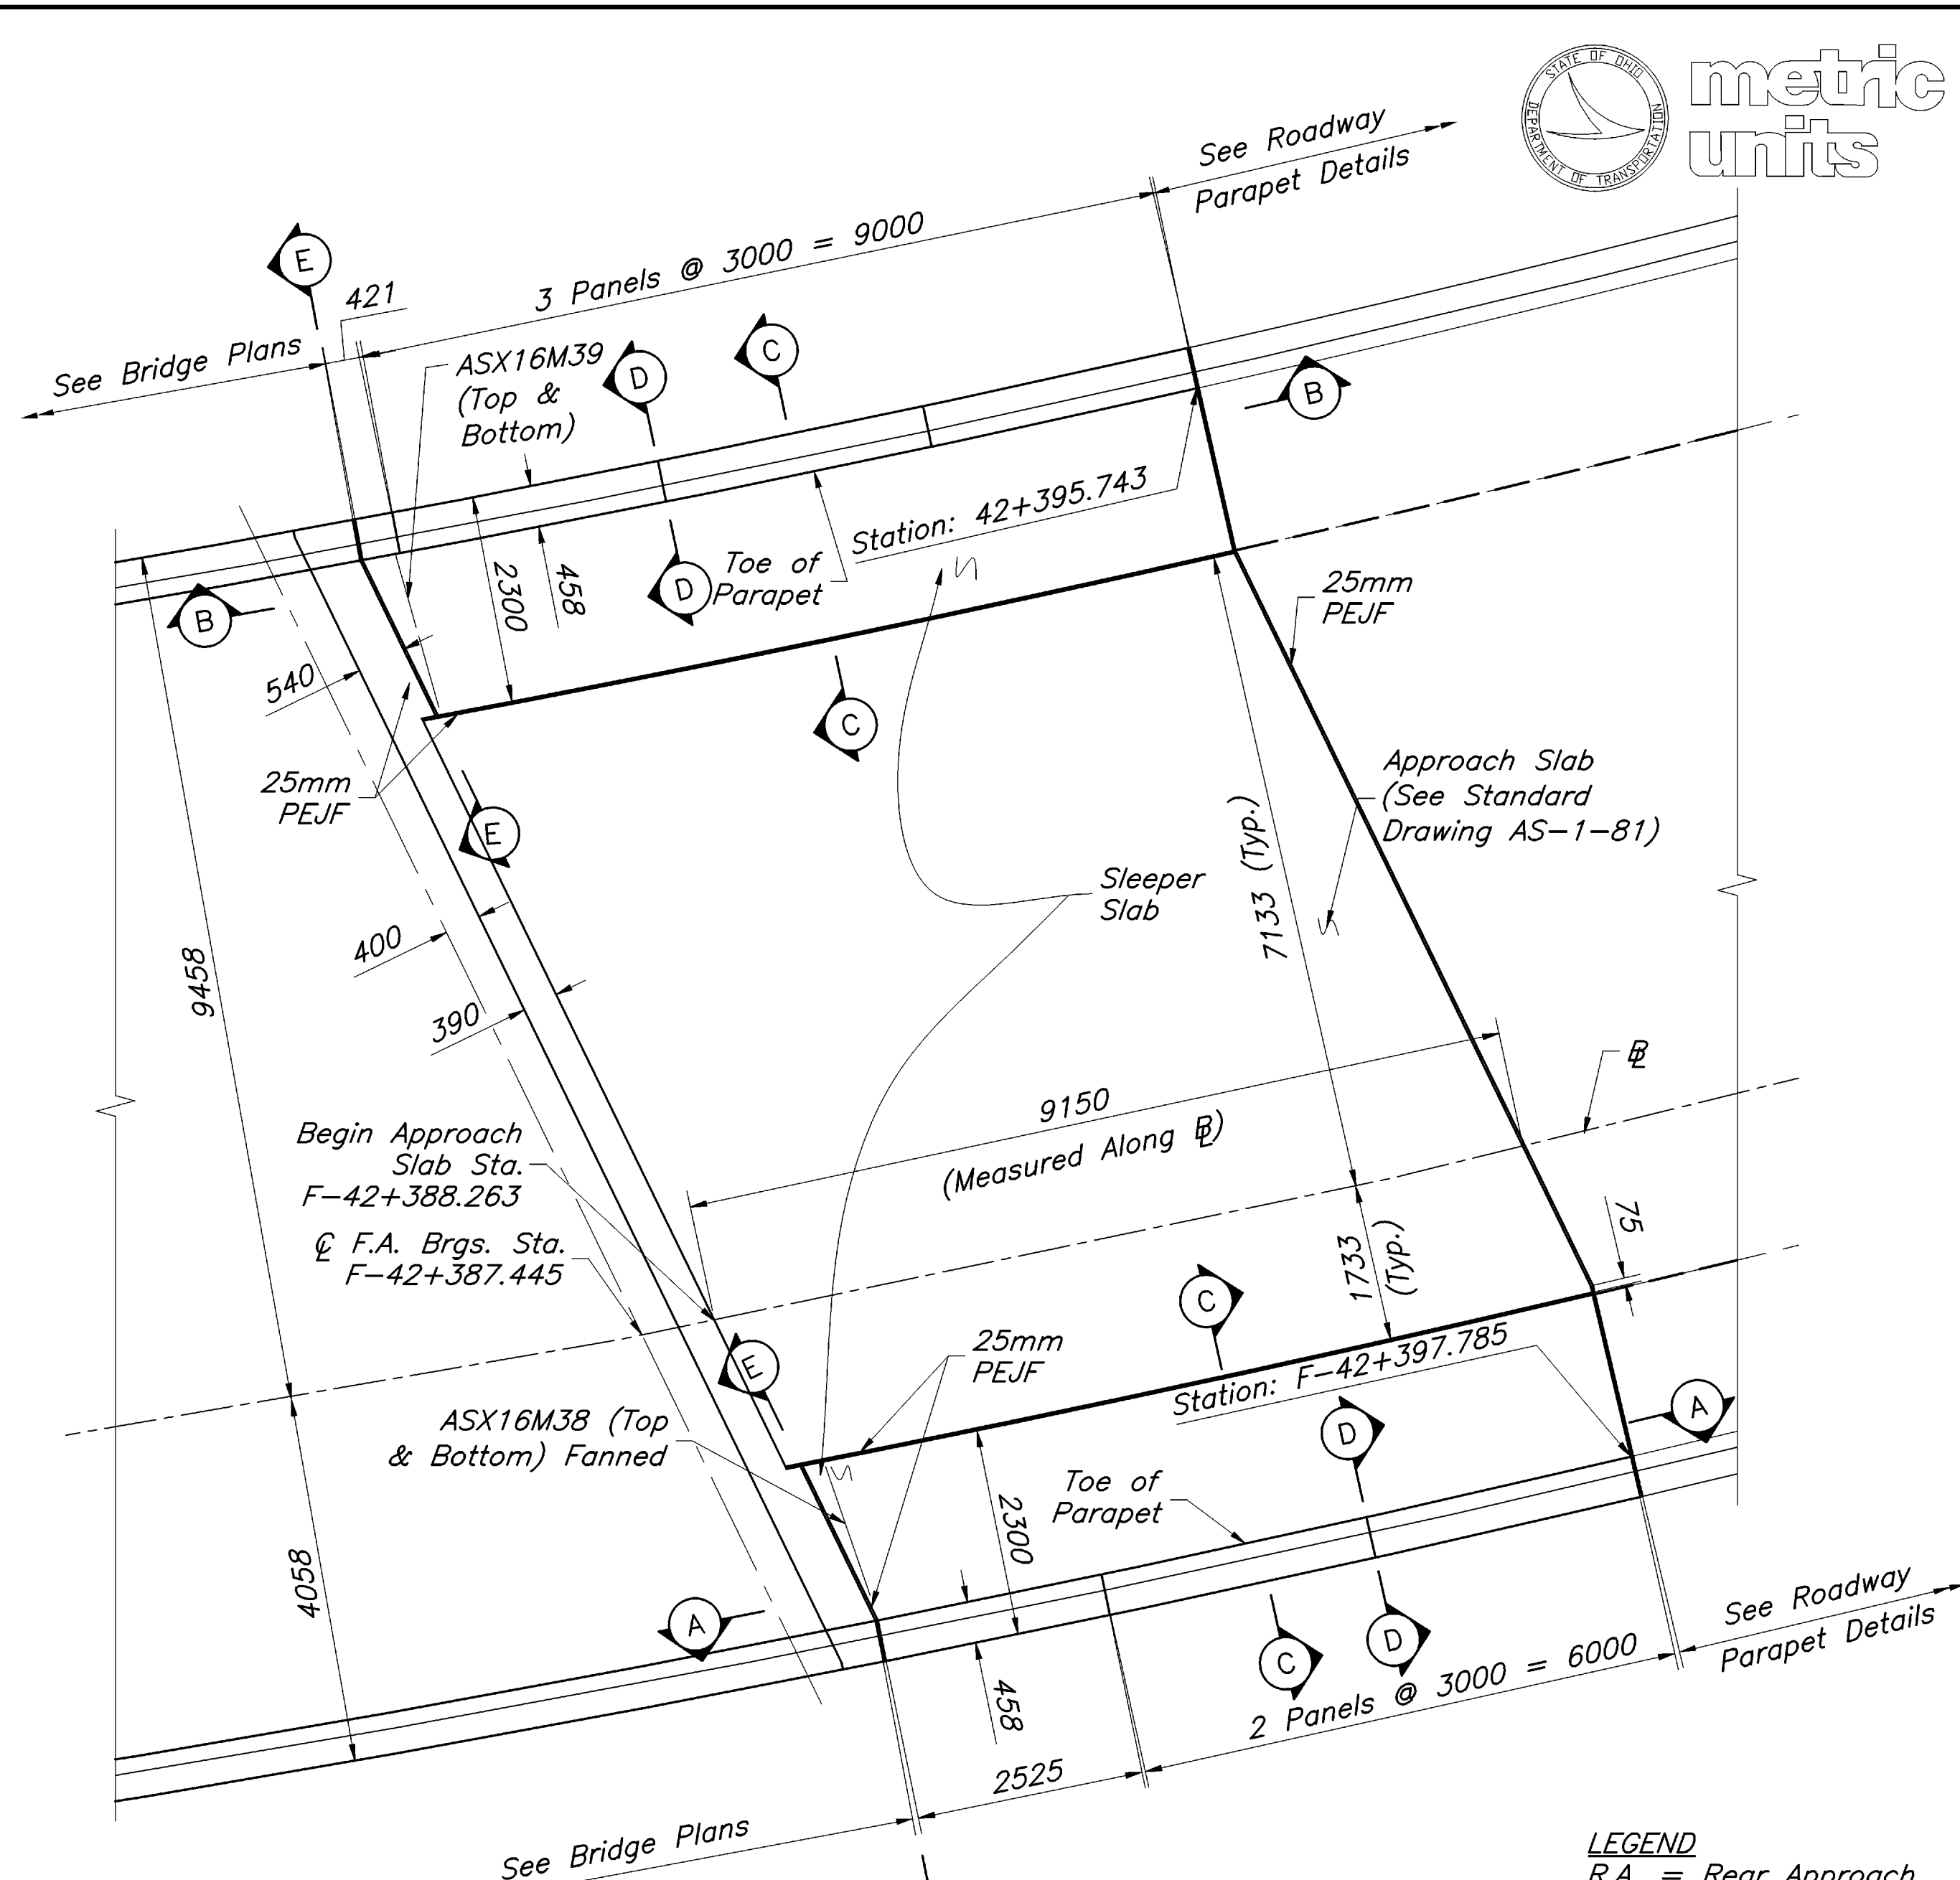 STATE OF OHIO
DEPARTMENT OF TRANSPORTATION
metric
units
See Roadway
Parapet Details
E
3 Panels @ 3000 = 9000
421
See Bridge Plans
ASX16M39
(Top &
Bottom)
D
C
B
Station: 42+395.743
Toe of
Parapet
2300
458
D
B
25mm
PEJF
540
C
25mm
PEJF
E
Approach Slab
(See Standard
Drawing AS-1-81)
7133 (Typ.)
Sleeper
Slab
9458
400
390
9150
(Measured Along BL)
BL
Begin Approach
Slab Sta.
F-42+388.263
CL F.A. Brgs. Sta.
F-42+387.445
75
1733
(Typ.)
C
E
25mm
PEJF
Station: F-42+397.785
A
D
ASX16M38 (Top
& Bottom) Fanned
Toe of
Parapet
2300
4058
A
See Roadway
Parapet Details
C
D
2 Panels @ 3000 = 6000
458
2525
See Bridge Plans
LEGEND
R.A. = Rear Approach